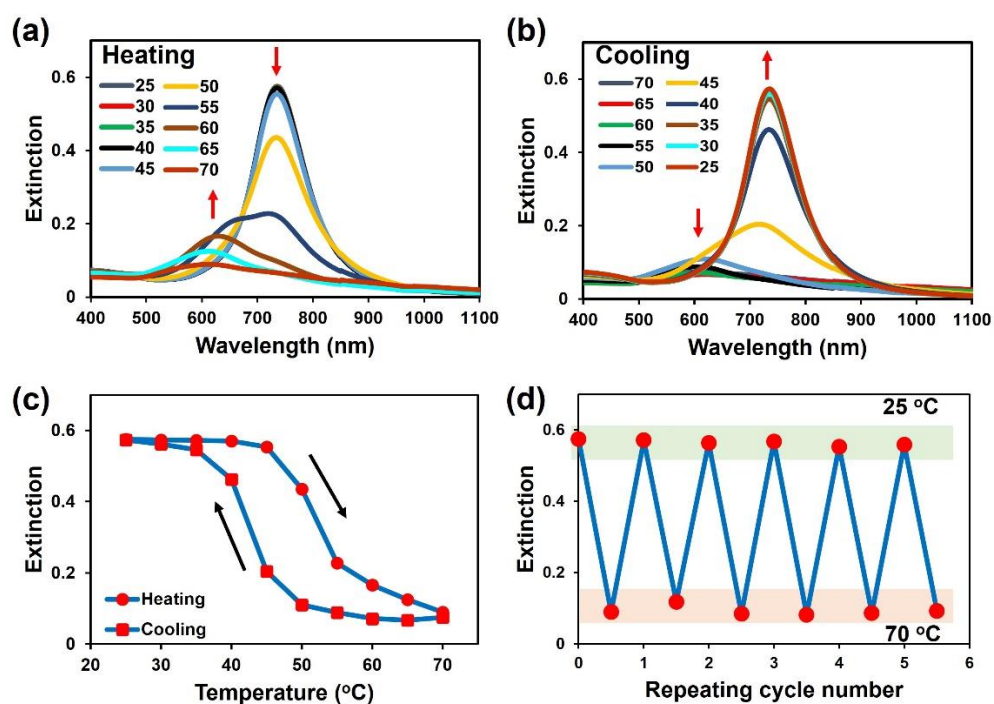 (a)
Heating
25
50
30
55
35
60
40
65
45
70
Extinction
0.6
0.4
0.2
0
400 500 600 700 800 900 1000 1100
Wavelength (nm)
(b)
Cooling
70
45
65
40
60
35
55
30
50
25
Extinction
0.6
0.4
0.2
0
400 500 600 700 800 900 1000 1100
Wavelength (nm)
(c)
Extinction
0.6
0.4
0.2
0
Heating
Cooling
20 30 40 50 60 70
Temperature (°C)
(d)
25 °C
Extinction
0.6
0.4
0.2
0
70 °C
0 1 2 3 4 5 6
Repeating cycle number